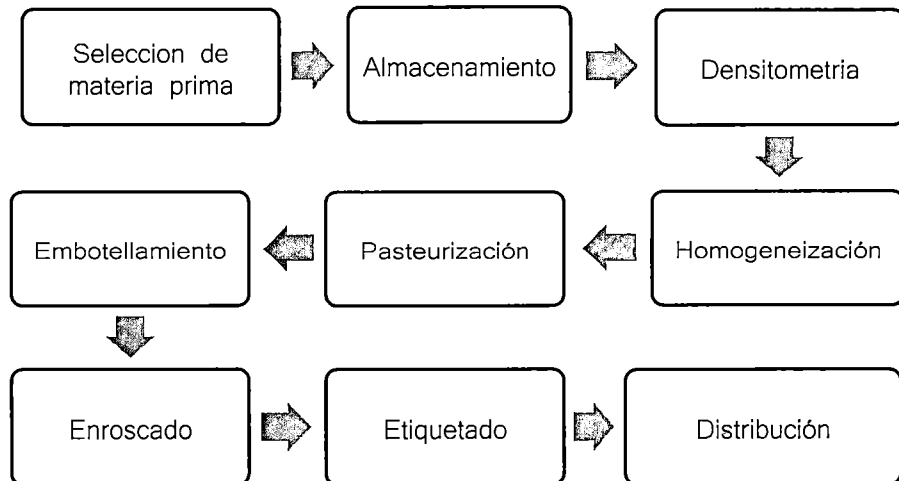 Seleccion de
materia prima
Almacenamiento
Densitometria
Homogeneización
Pasteurización
Embotellamiento
Enroscado
Etiquetado
Distribución